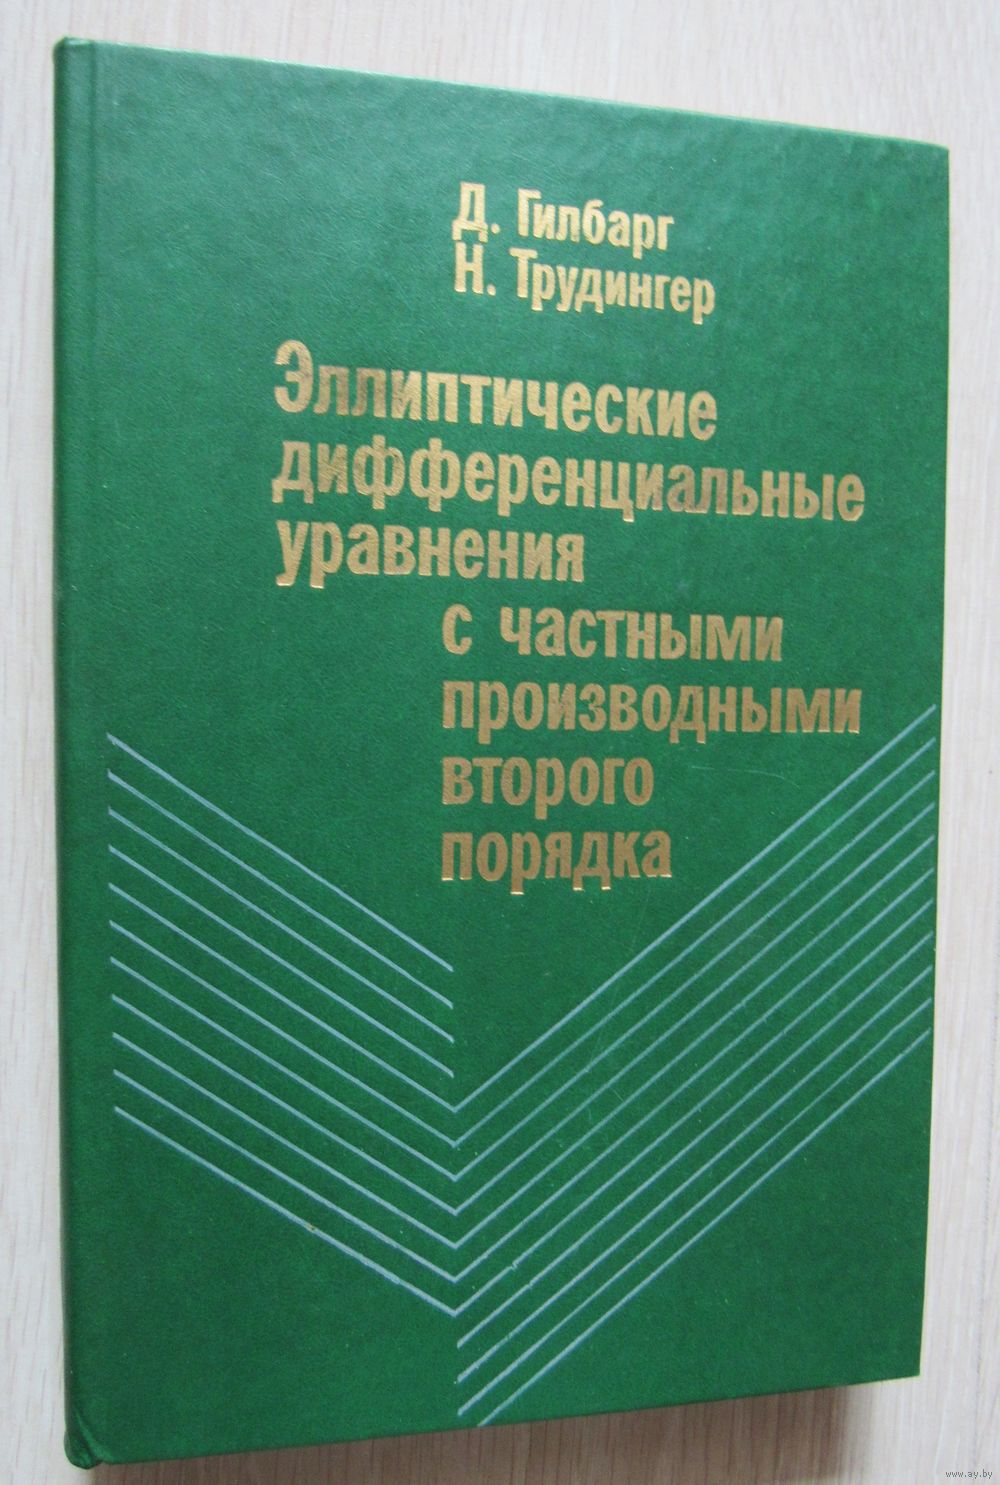 Д. Гилбарг
Н. Трудингер
Эллиптические
дифференциальные
уравнения
с частными
производными
второго
порядка
www.ay.by